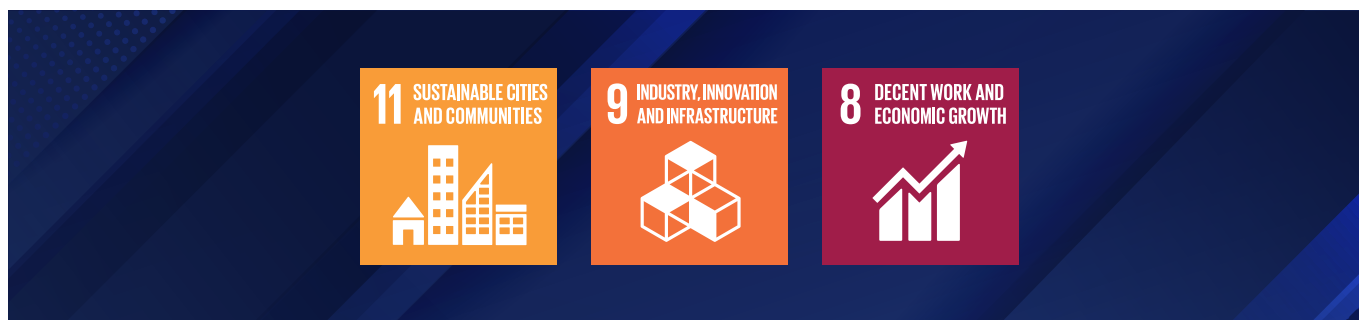 11 SUSTAINABLE CITIES
AND COMMUNITIES
9 INDUSTRY, INNOVATION
AND INFRASTRUCTURE
8 DECENT WORK AND
ECONOMIC GROWTH